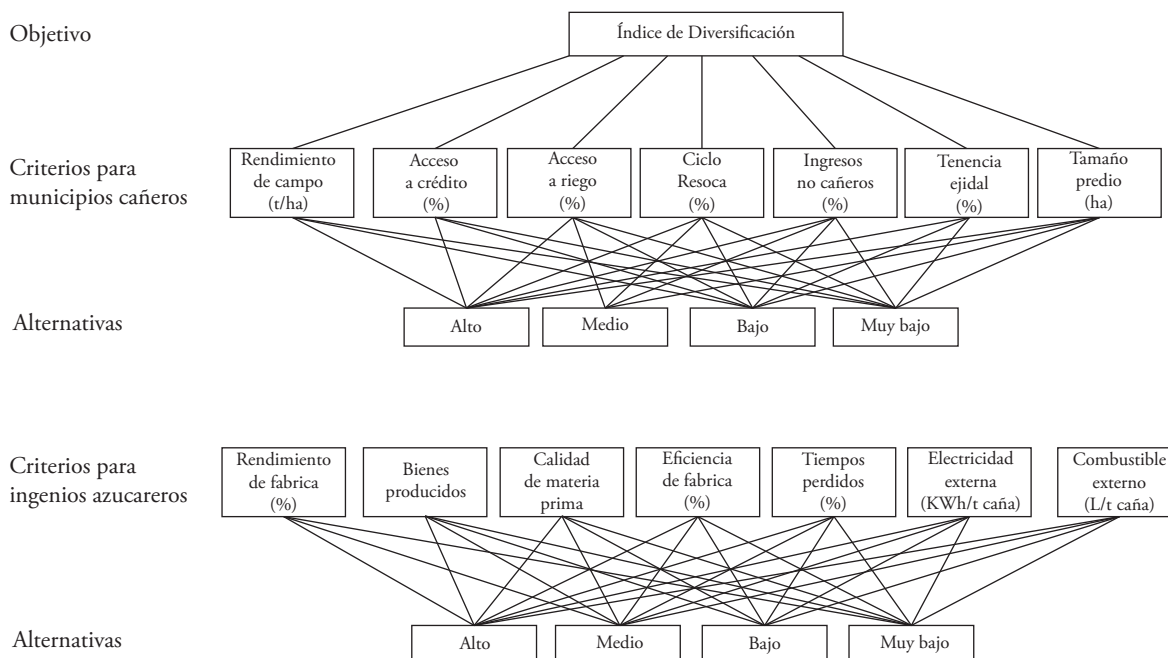 Objetivo
Índice de Diversificación
Criterios para
municipios cañeros
Rendimiento
de campo
(t/ha)
Acceso
a crédito
(%)
Acceso
a riego
(%)
Ciclo
Resoca
(%)
Ingresos
no cañeros
(%)
Tenencia
ejidal
(%)
Tamaño
predio
(ha)
Alternativas
Alto
Medio
Bajo
Muy bajo
Criterios para
ingenios azucareros
Rendimiento
de fabrica
(%)
Bienes
producidos
Calidad
de materia
prima
Eficiencia
de fabrica
(%)
Tiempos
perdidos
(%)
Electricidad
externa
(KWh/t caña)
Combustible
externo
(L/t caña)
Alternativas
Alto
Medio
Bajo
Muy bajo